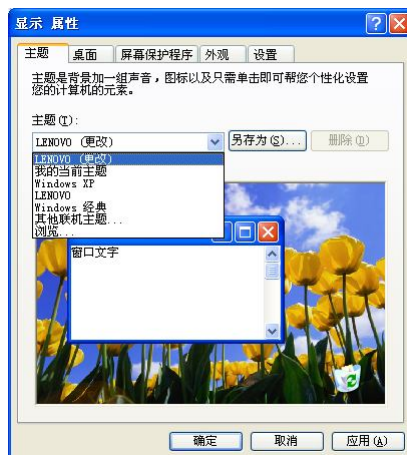 显示 属性
主题 桌面 屏幕保护程序 外观 设置
主题是背景加一组声音，图标以及只需单击即可帮您个性化设置
您的计算机的元素。
主题(T):
LENOVO (更改) 另存为(S)... 删除(D)
LENOVO (更改)
我的当前主题
Windows XP
LENOVO
Windows 经典
其他联机主题...
浏览...
窗口文字
确定 取消 应用(A)